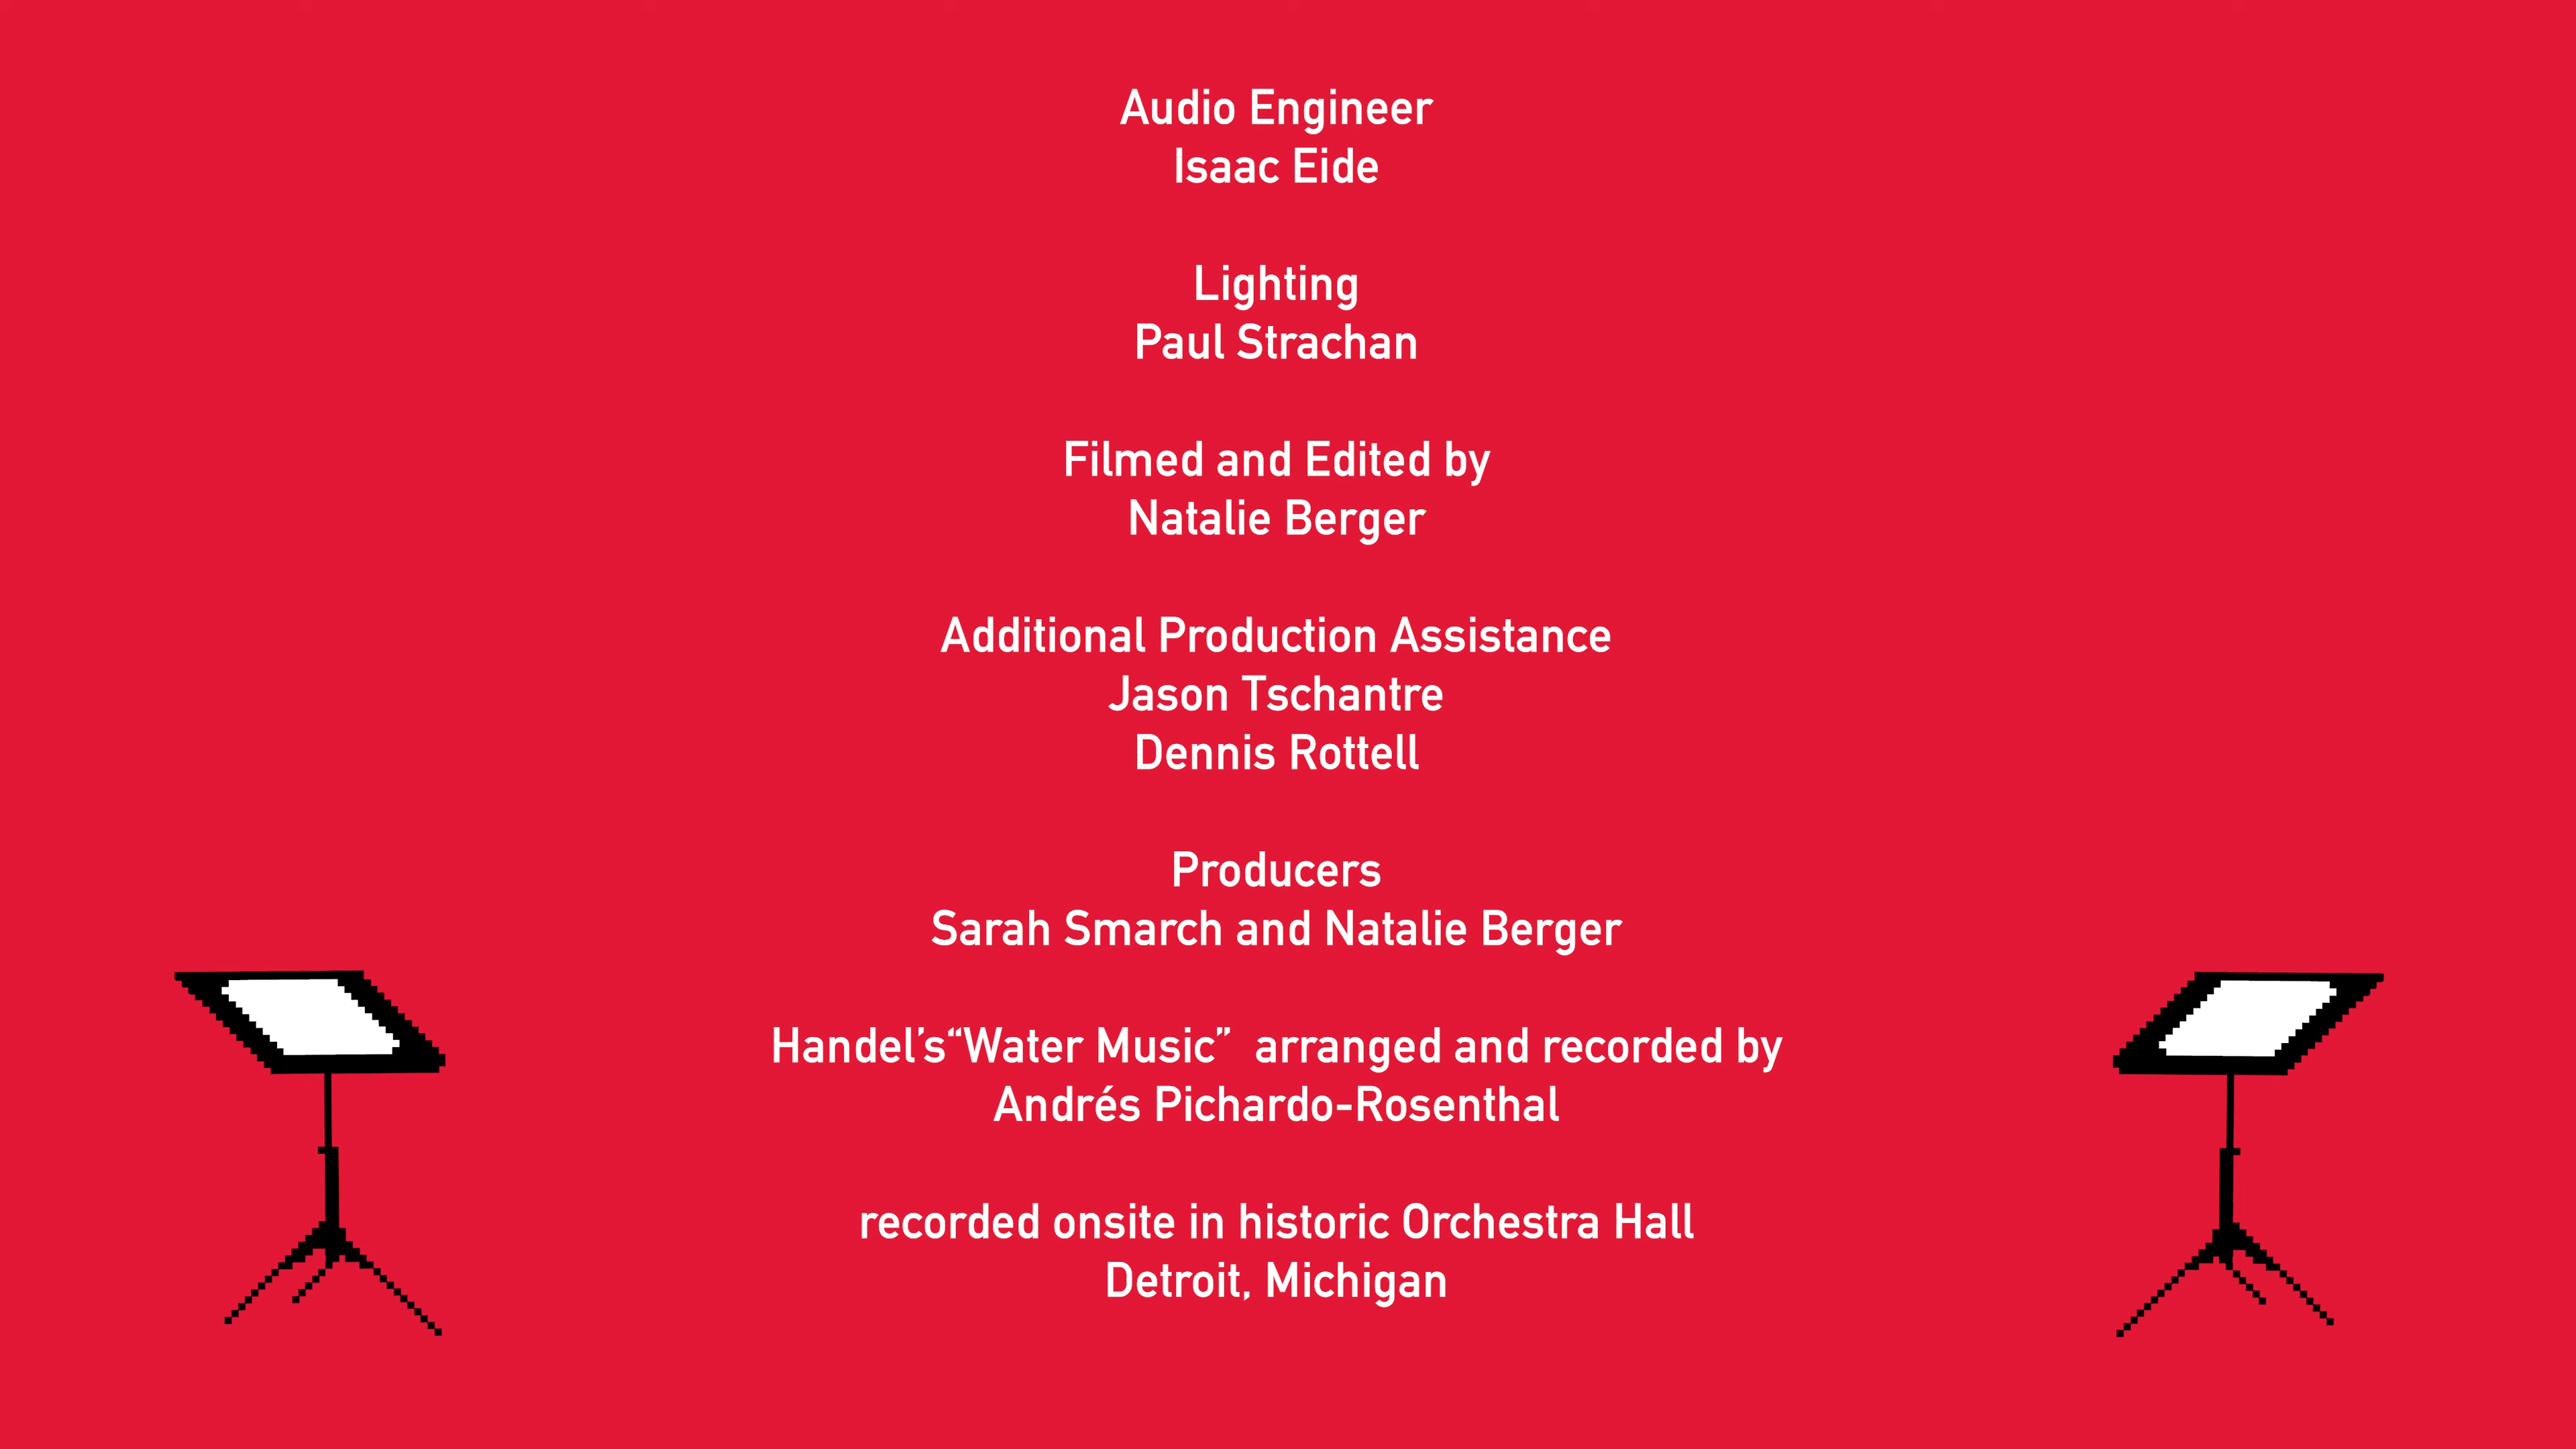 Audio Engineer
Isaac Eide
Lighting
Paul Strachan
Filmed and Edited by
Natalie Berger
Additional Production Assistance
Jason Tschantre
Dennis Rottell
Producers
Sarah Smarch and Natalie Berger
Handel’s“Water Music”  arranged and recorded by
Andrés Pichardo-Rosenthal
recorded onsite in historic Orchestra Hall
Detroit, Michigan